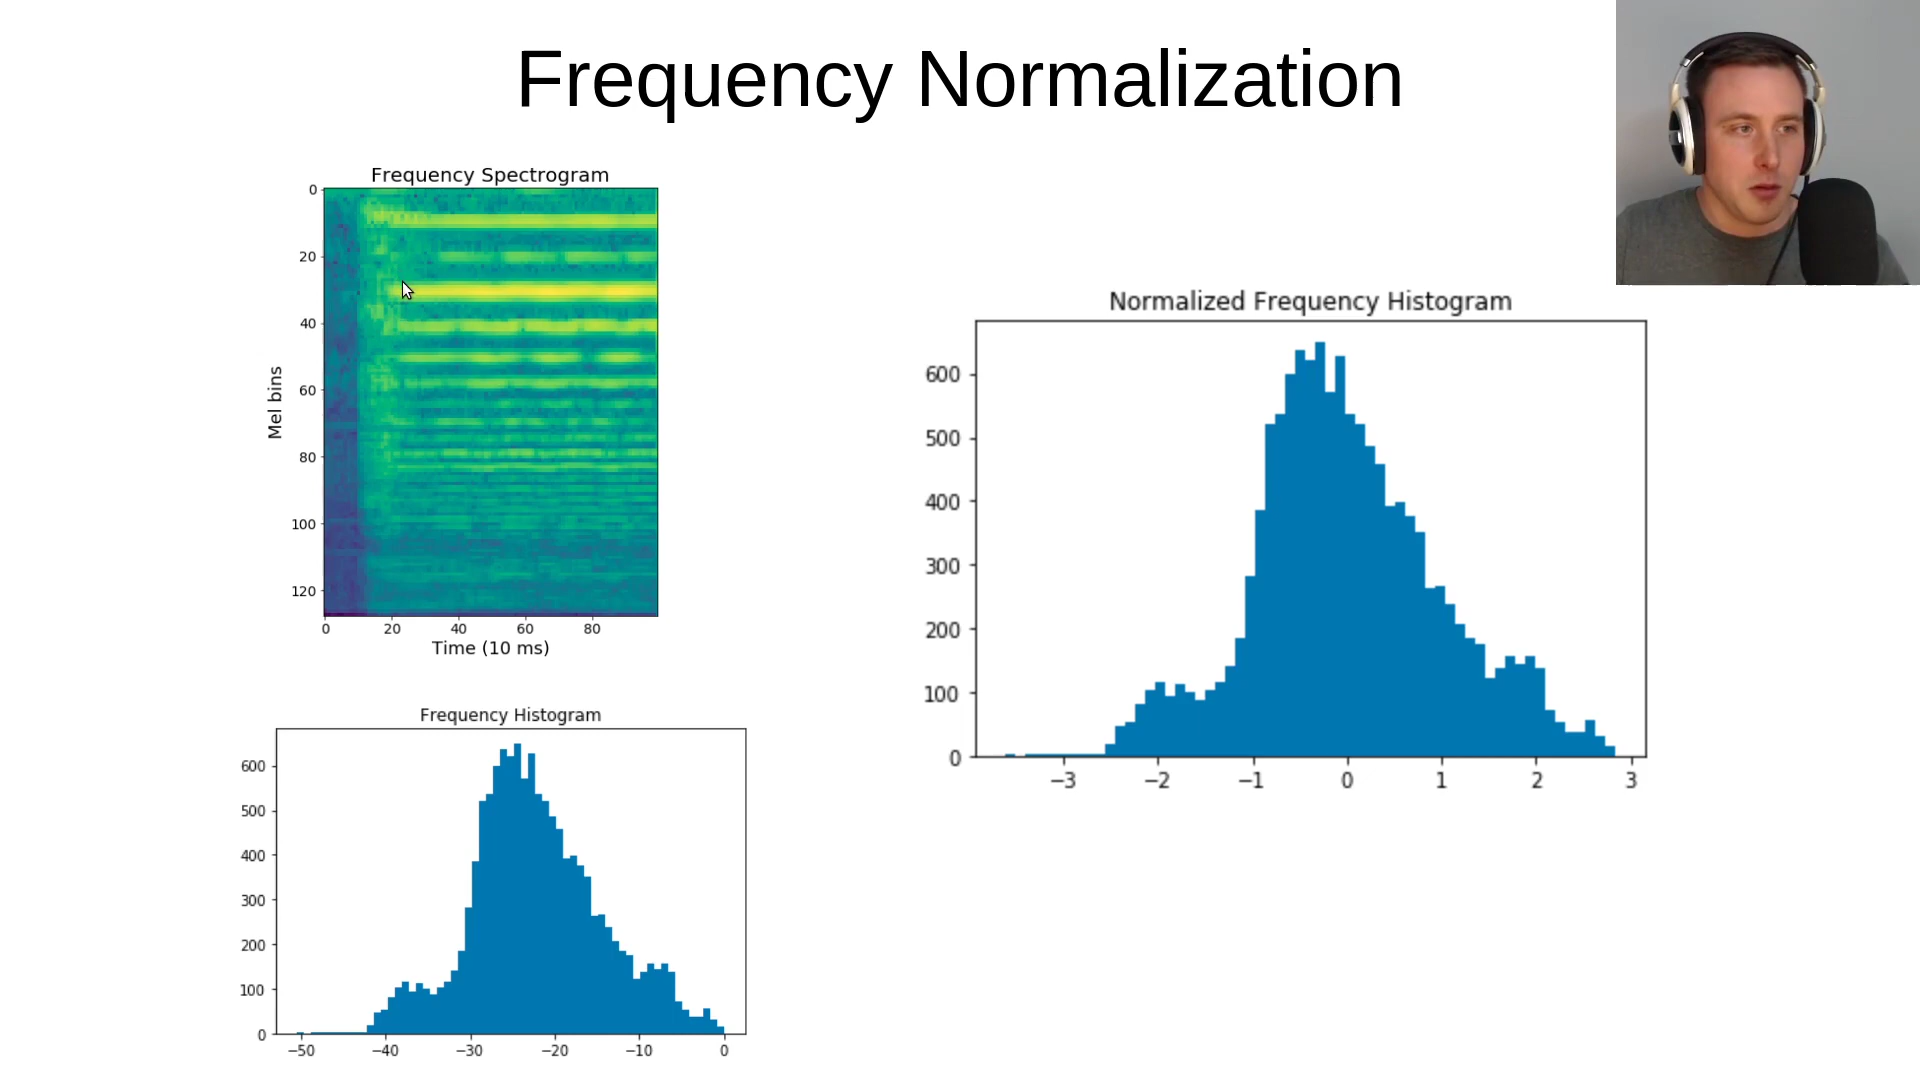 Frequency Normalization
Frequency Spectrogram
0
20
40
60
80
100
120
Mel bins
0 20 40 60 80
Time (10 ms)
Frequency Histogram
600
500
400
300
200
100
0
−50 −40 −30 −20 −10 0
Normalized Frequency Histogram
600
500
400
300
200
100
0
−3 −2 −1 0 1 2 3